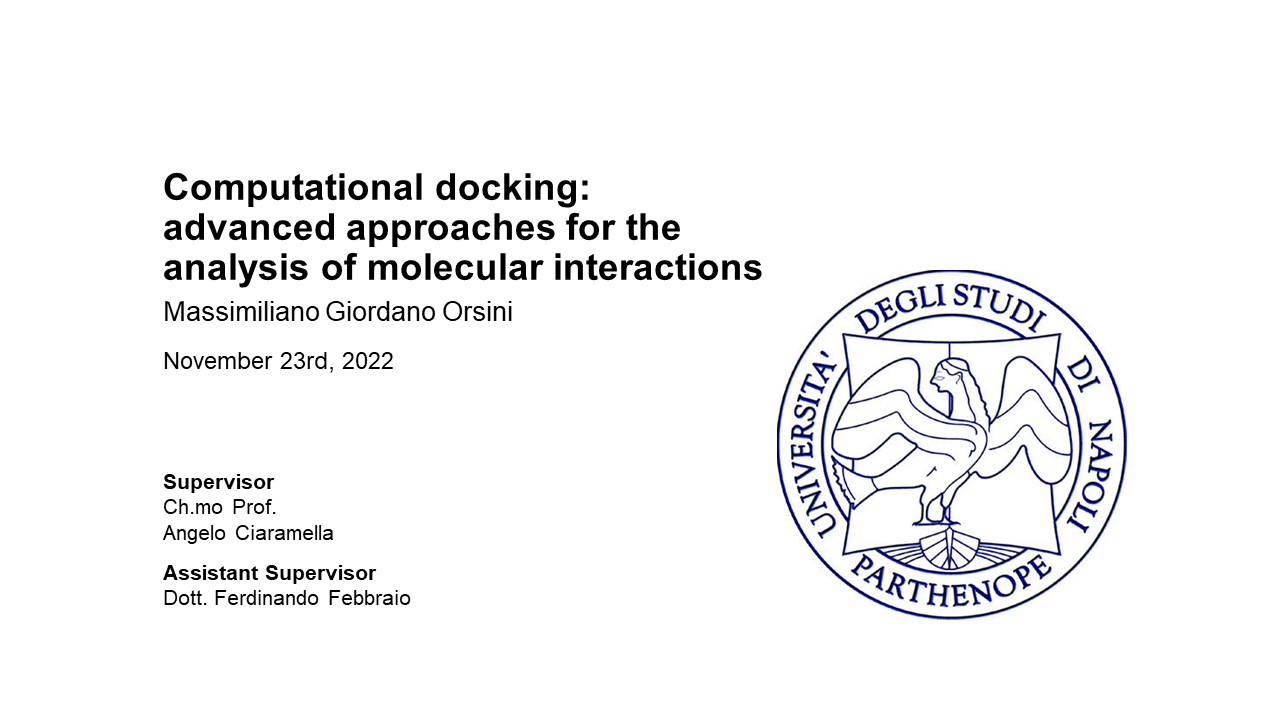 Computational docking:
advanced approaches for the
analysis of molecular interactions
Massimiliano Giordano Orsini
November 23rd, 2022
Supervisor
Ch.mo Prof.
Angelo Ciaramella
Assistant Supervisor
Dott. Ferdinando Febbraio
UNIVERSITA' DEGLI STUDI DI NAPOLI
PARTHENOPE